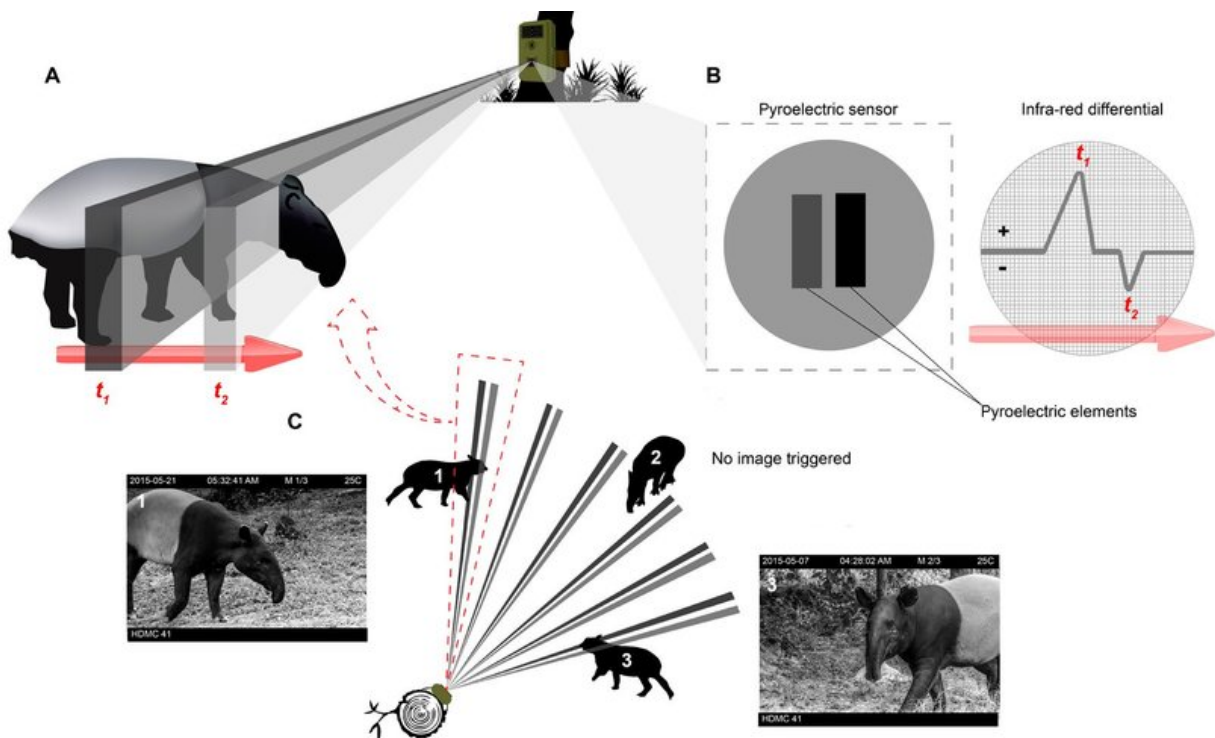 A
B
Pyroelectric sensor
Infra-red differential
t1
+
-
t2
t1
t2
Pyroelectric elements
C
1
2
No image triggered
2015-05-21 05:32:41 AM M 1/3 25C
1
HDMC 41
2015-05-07 04:28:02 AM M 2/3 25C
3
3
HDMC 41